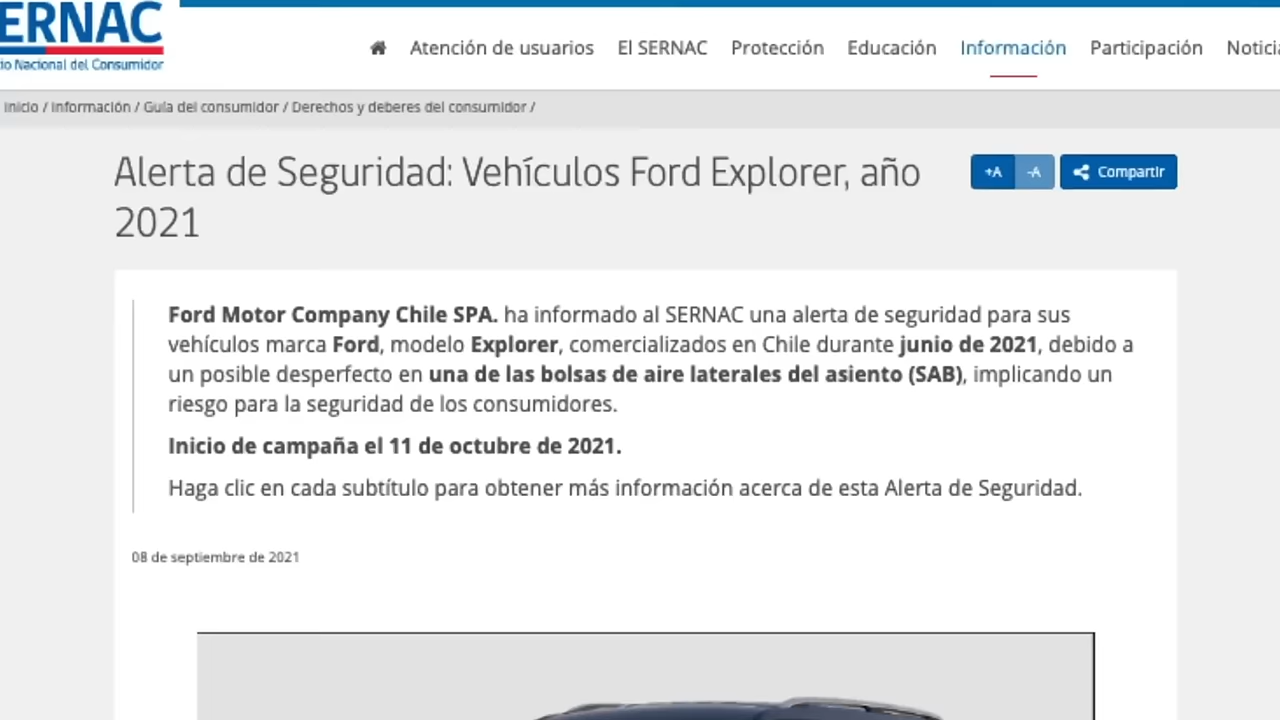 ERNAC
io Nacional del Consumidor
Atención de usuarios El SERNAC Protección Educación Información Participación Notici
Inicio / Información / Guía del consumidor / Derechos y deberes del consumidor /
Alerta de Seguridad: Vehículos Ford Explorer, año
2021
+A -A Compartir
Ford Motor Company Chile SPA. ha informado al SERNAC una alerta de seguridad para sus
vehículos marca Ford, modelo Explorer, comercializados en Chile durante junio de 2021, debido a
un posible desperfecto en una de las bolsas de aire laterales del asiento (SAB), implicando un
riesgo para la seguridad de los consumidores.
Inicio de campaña el 11 de octubre de 2021.
Haga clic en cada subtítulo para obtener más información acerca de esta Alerta de Seguridad.
08 de septiembre de 2021